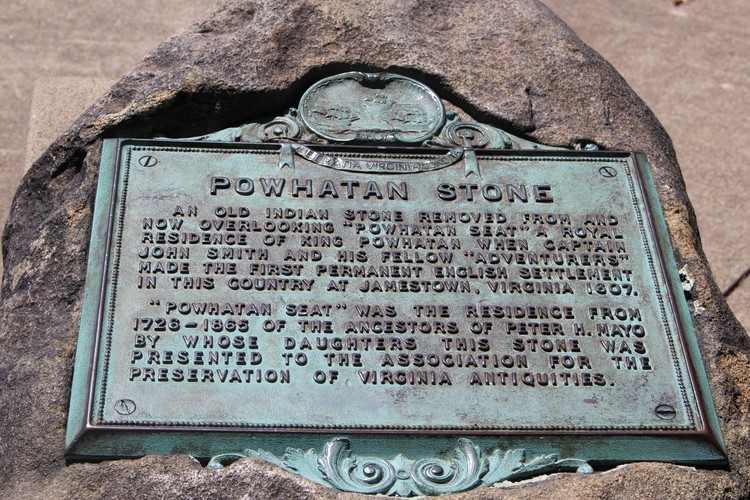 VIRGINIA
POWHATAN STONE
AN OLD INDIAN STONE REMOVED FROM AND
NOW OVERLOOKING "POWHATAN SEAT" A ROYAL
RESIDENCE OF KING POWHATAN WHEN CAPTAIN
JOHN SMITH AND HIS FELLOW "ADVENTURERS"
MADE THE FIRST PERMANENT ENGLISH SETTLEMENT
IN THIS COUNTRY AT JAMESTOWN, VIRGINIA 1607.
"POWHATAN SEAT" WAS THE RESIDENCE FROM
1726-1865 OF THE ANCESTORS OF PETER H. MAYO
BY WHOSE DAUGHTERS THIS STONE WAS
PRESENTED TO THE ASSOCIATION FOR THE
PRESERVATION OF VIRGINIA ANTIQUITIES.